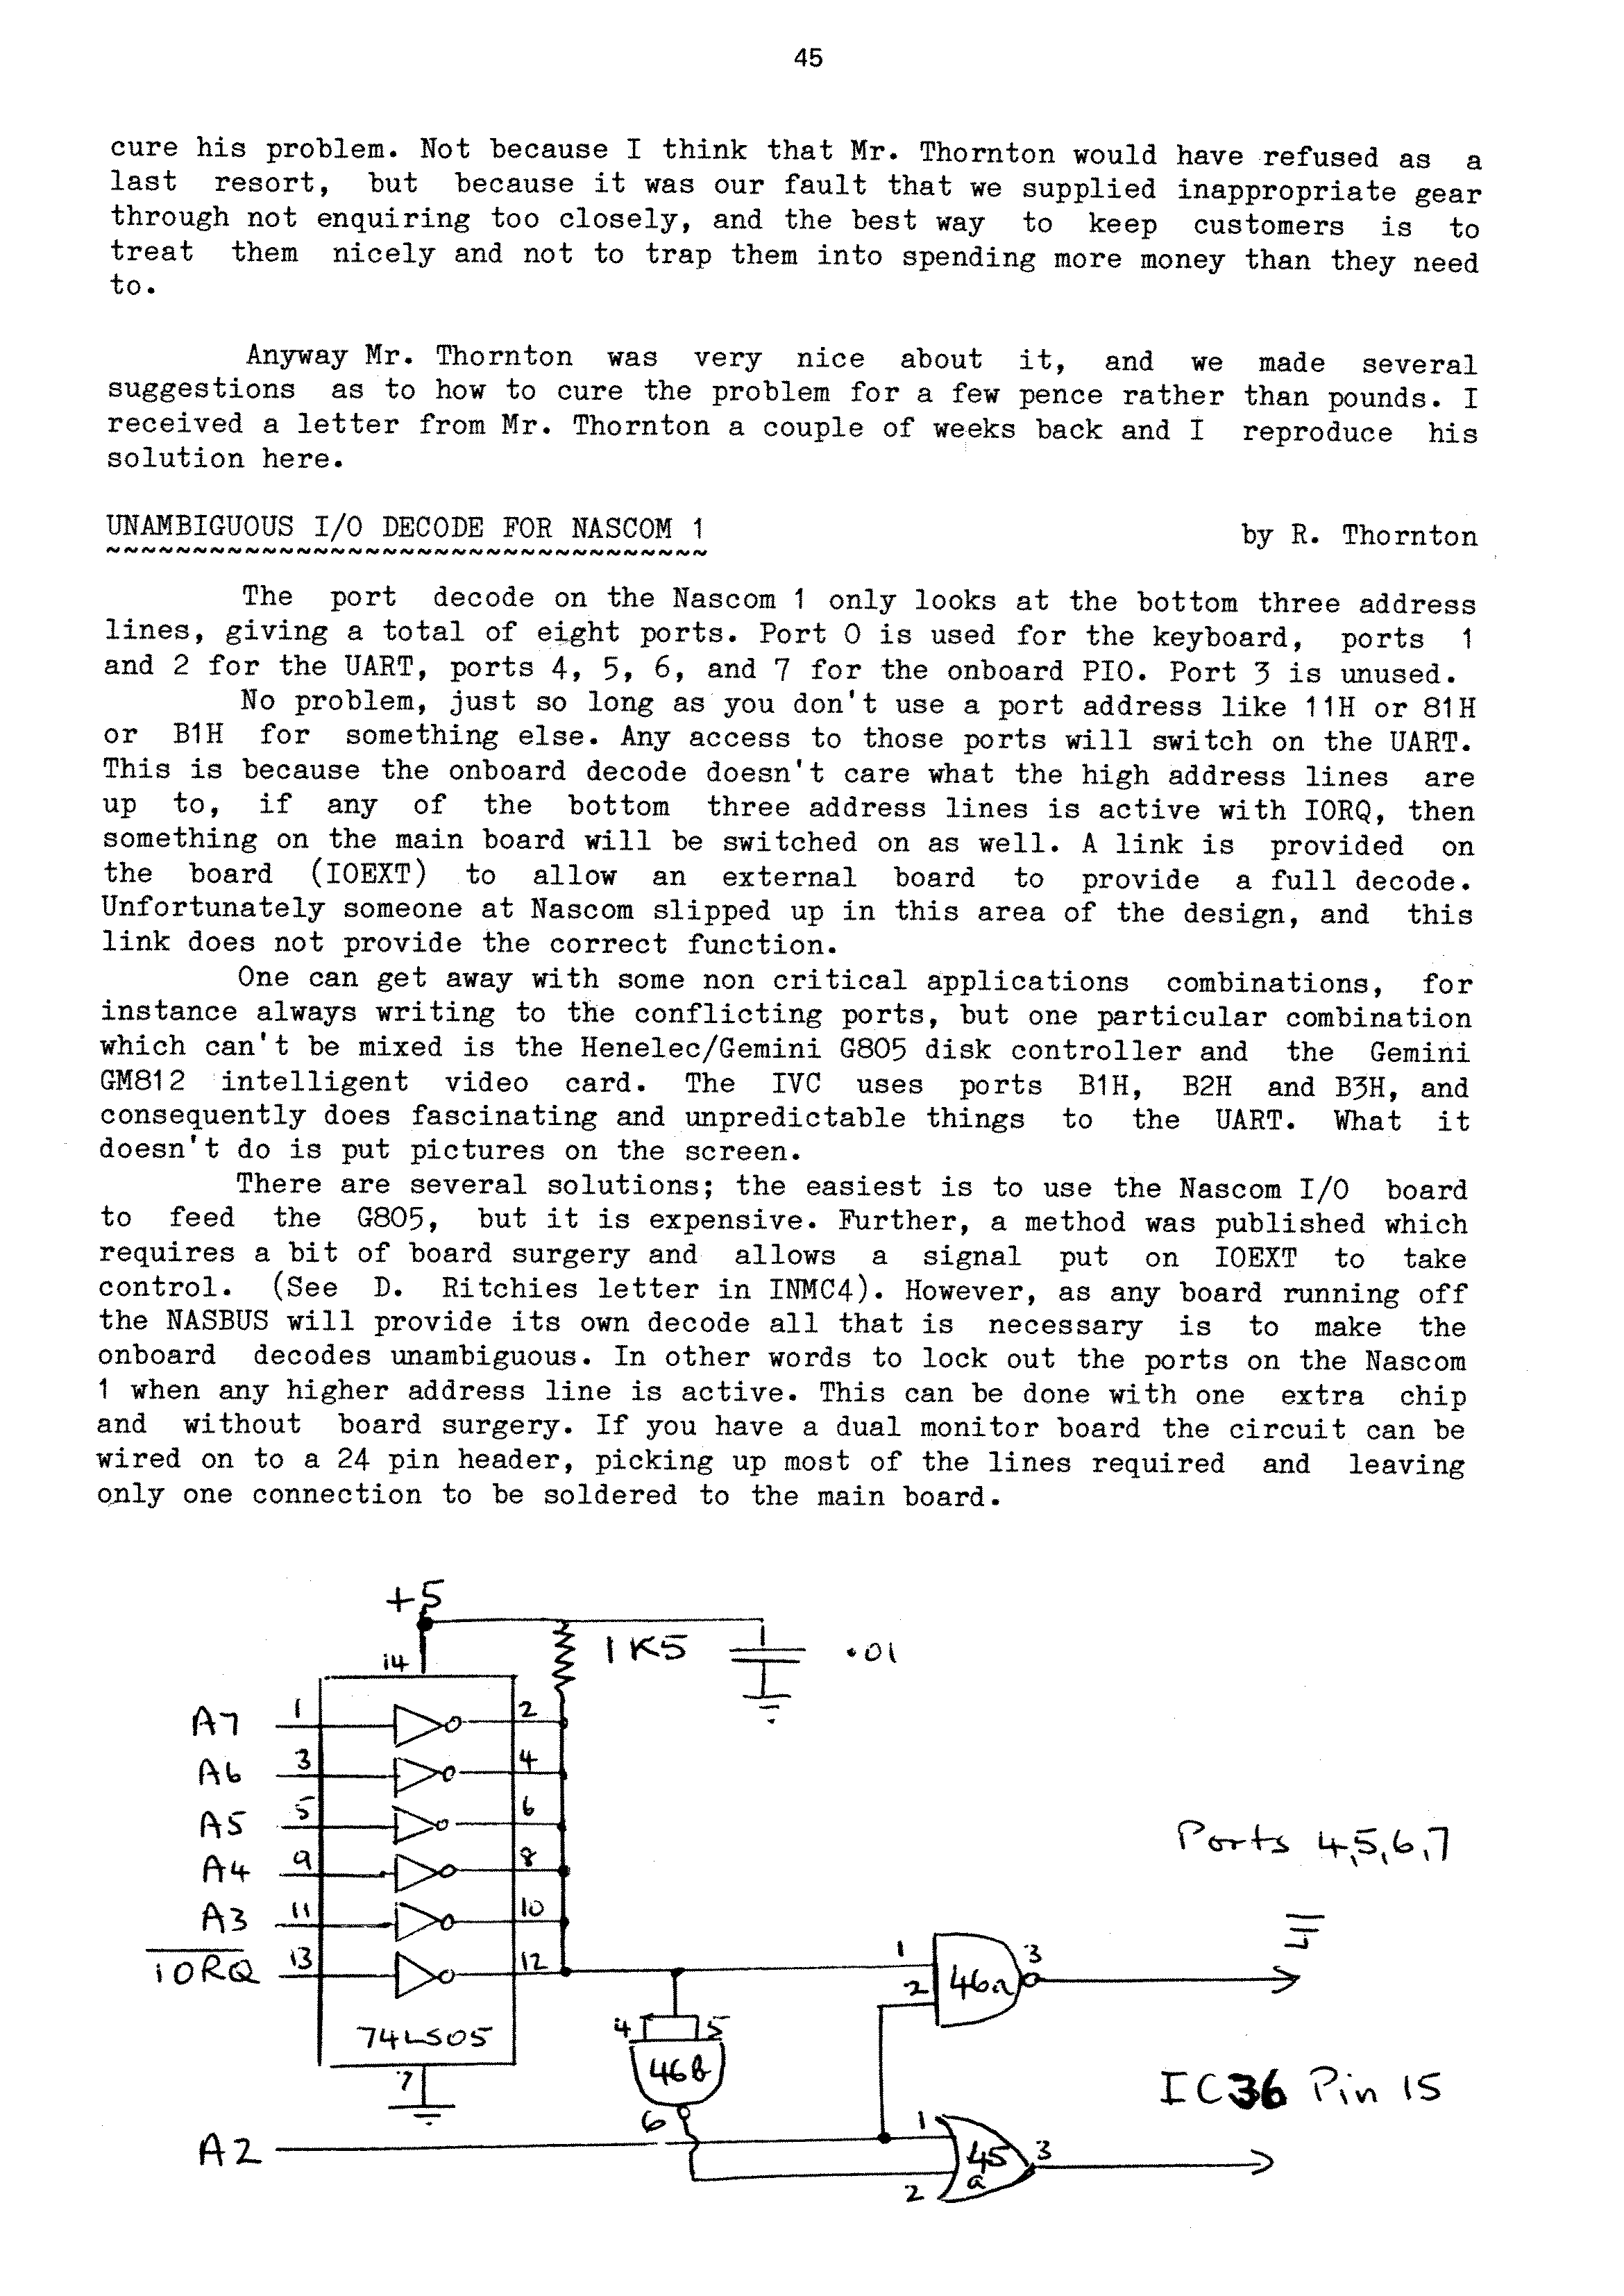 45
cure his problem. Not because I think that Mr. Thornton would have refused as a
last resort, but because it was our fault that we supplied inappropriate gear
through not enquiring too closely, and the best way to keep customers is to
treat them nicely and not to trap them into spending more money than they need
to.
Anyway Mr. Thornton was very nice about it, and we made several
suggestions as to how to cure the problem for a few pence rather than pounds. I
received a letter from Mr. Thornton a couple of weeks back and I reproduce his
solution here.
UNAMBIGUOUS I/O DECODE FOR NASCOM 1 by R. Thornton
The port decode on the Nascom 1 only looks at the bottom three address
lines, giving a total of eight ports. Port 0 is used for the keyboard, ports 1
and 2 for the UART, ports 4, 5, 6, and 7 for the onboard PIO. Port 3 is unused.
No problem, just so long as you don't use a port address like 11H or 81H
or B1H for something else. Any access to those ports will switch on the UART.
This is because the onboard decode doesn't care what the high address lines are
up to, if any of the bottom three address lines is active with IORQ, then
something on the main board will be switched on as well. A link is provided on
the board (IOEXT) to allow an external board to provide a full decode.
Unfortunately someone at Nascom slipped up in this area of the design, and this
link does not provide the correct function.
One can get away with some non critical applications combinations, for
instance always writing to the conflicting ports, but one particular combination
which can't be mixed is the Henelec/Gemini G805 disk controller and the Gemini
GM812 intelligent video card. The IVC uses ports B1H, B2H and B3H, and
consequently does fascinating and unpredictable things to the UART. What it
doesn't do is put pictures on the screen.
There are several solutions; the easiest is to use the Nascom I/O board
to feed the G805, but it is expensive. Further, a method was published which
requires a bit of board surgery and allows a signal put on IOEXT to take
control. (See D. Ritchies letter in INMC4). However, as any board running off
the NASBUS will provide its own decode all that is necessary is to make the
onboard decodes unambiguous. In other words to lock out the ports on the Nascom
1 when any higher address line is active. This can be done with one extra chip
and without board surgery. If you have a dual monitor board the circuit can be
wired on to a 24 pin header, picking up most of the lines required and leaving
only one connection to be soldered to the main board.
+5
14
1K5
.01
A7 1 2
A6 3 4
A5 5 6
A4 9 8
A3 11 10
IORQ 13 12
74LS05
7
A2
4 5
46B
6
1
2
46a
3
1
2
45
a
3
Ports 4,5,6,7
IC36 Pin 15